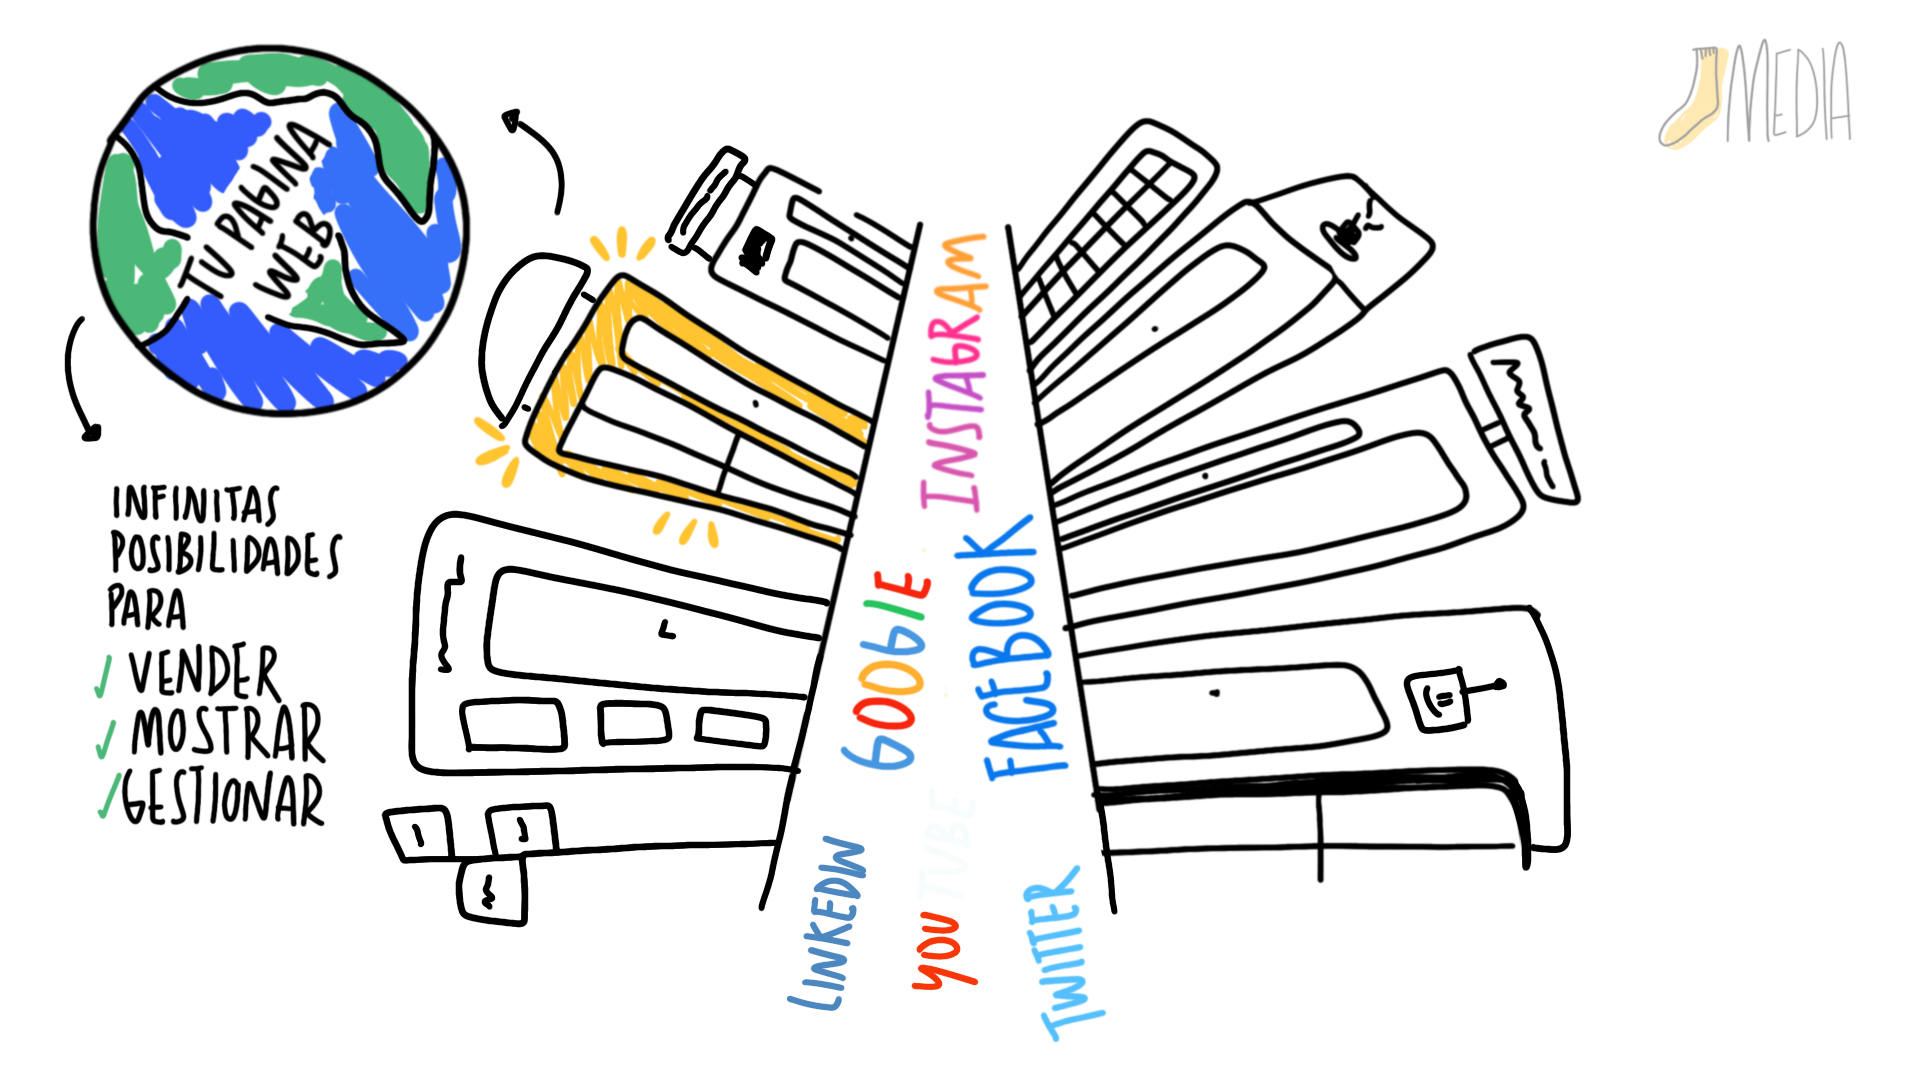 TU PAGINA
WEB
INFINITAS
POSIBILIDADES
PARA
VENDER
MOSTRAR
GESTIONAR
INSTAGRAM
GOOGlE
FACEBOOK
LINKEDIN
YOU TUBE
TWITTER
MEDIA